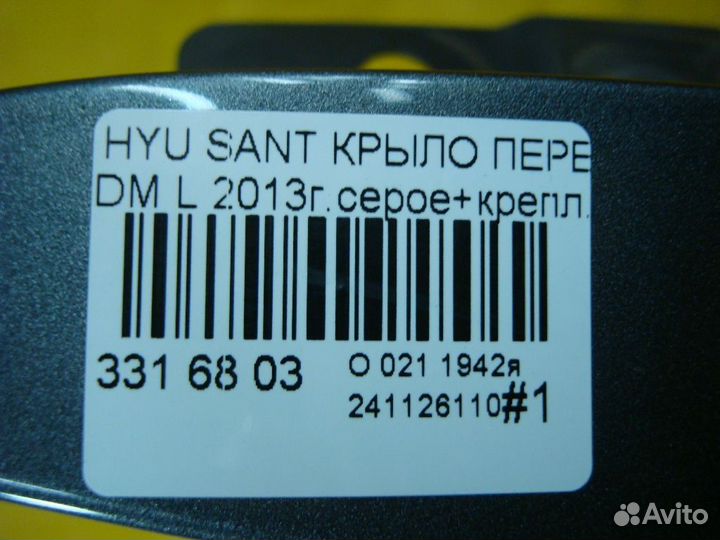 HYU SANT КРЫЛО ПЕРЕ
DM L 2013г.серое+крепл.
331 68 03
O 021 1942я
241126110#1
Avito